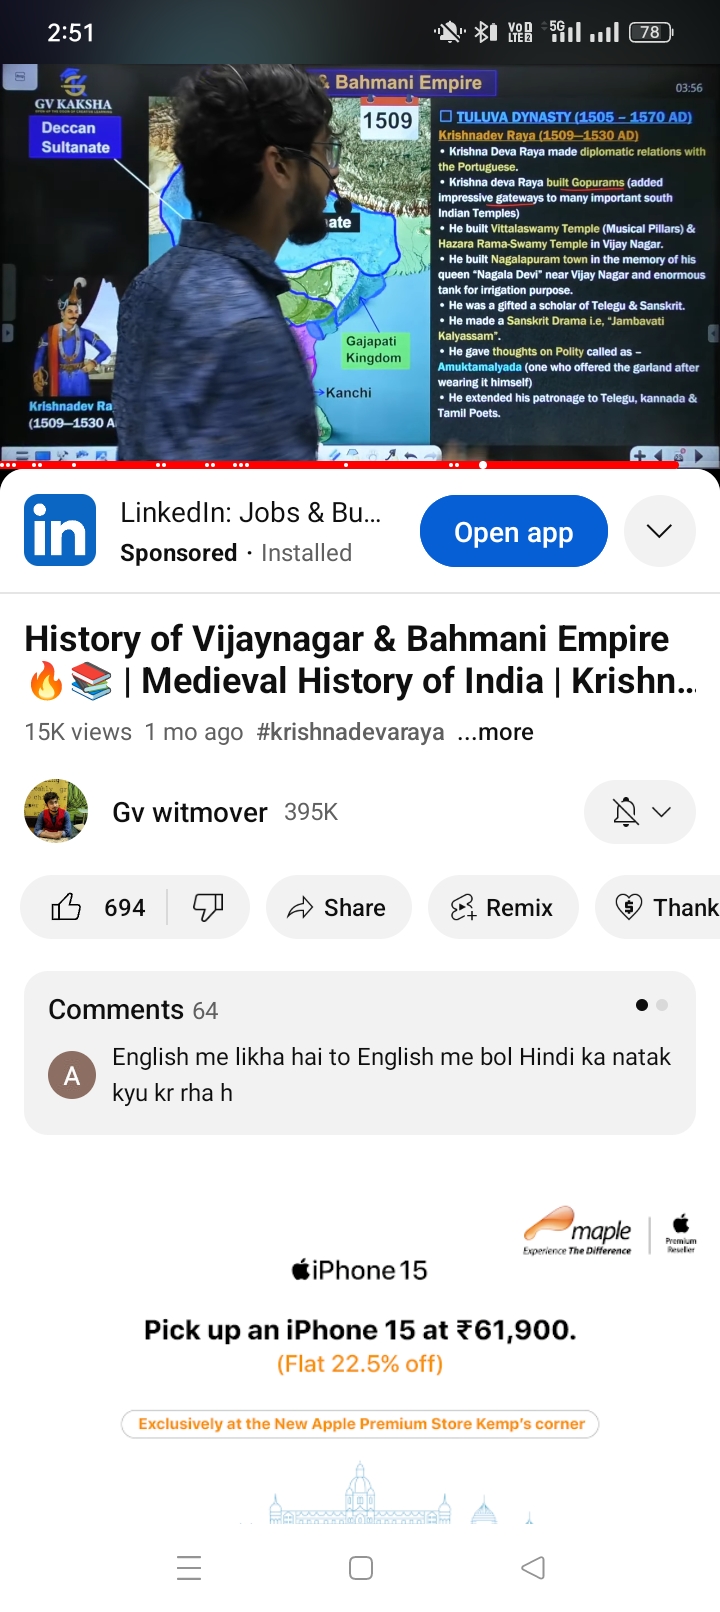 2:51
VoD
LTE 2
5G
78
GV KAKSHA
& Bahmani Empire
03:56
Deccan
Sultanate
1509
ate
Gajapati
Kingdom
Kanchi
Krishnadev Ra
(1509–1530 A
TULUVA DYNASTY (1505 – 1570 AD)
Krishnadev Raya (1509–1530 AD)
• Krishna Deva Raya made diplomatic relations with
the Portuguese.
• Krishna deva Raya built Gopurams (added
impressive gateways to many important south
Indian Temples)
• He built Vittalaswamy Temple (Musical Pillars) &
Hazara Rama-Swamy Temple in Vijay Nagar.
• He built Nagalapuram town in the memory of his
queen “Nagala Devi” near Vijay Nagar and enormous
tank for irrigation purpose.
• He was a gifted a scholar of Telegu & Sanskrit.
• He made a Sanskrit Drama i.e, “Jambavati
Kalyassam”.
• He gave thoughts on Polity called as –
Amuktamalyada (one who offered the garland after
wearing it himself)
• He extended his patronage to Telegu, kannada &
Tamil Poets.
in
LinkedIn: Jobs & Bu...
Sponsored · Installed
Open app
History of Vijaynagar & Bahmani Empire
🔥📚 | Medieval History of India | Krishn...
15K views 1 mo ago #krishnadevaraya ...more
Gv witmover 395K
694
Share
Remix
Thank
Comments 64
A
English me likha hai to English me bol Hindi ka natak
kyu kr rha h
maple
Experience The Difference
Premium
Reseller
iPhone 15
Pick up an iPhone 15 at ₹61,900.
(Flat 22.5% off)
Exclusively at the New Apple Premium Store Kemp's corner